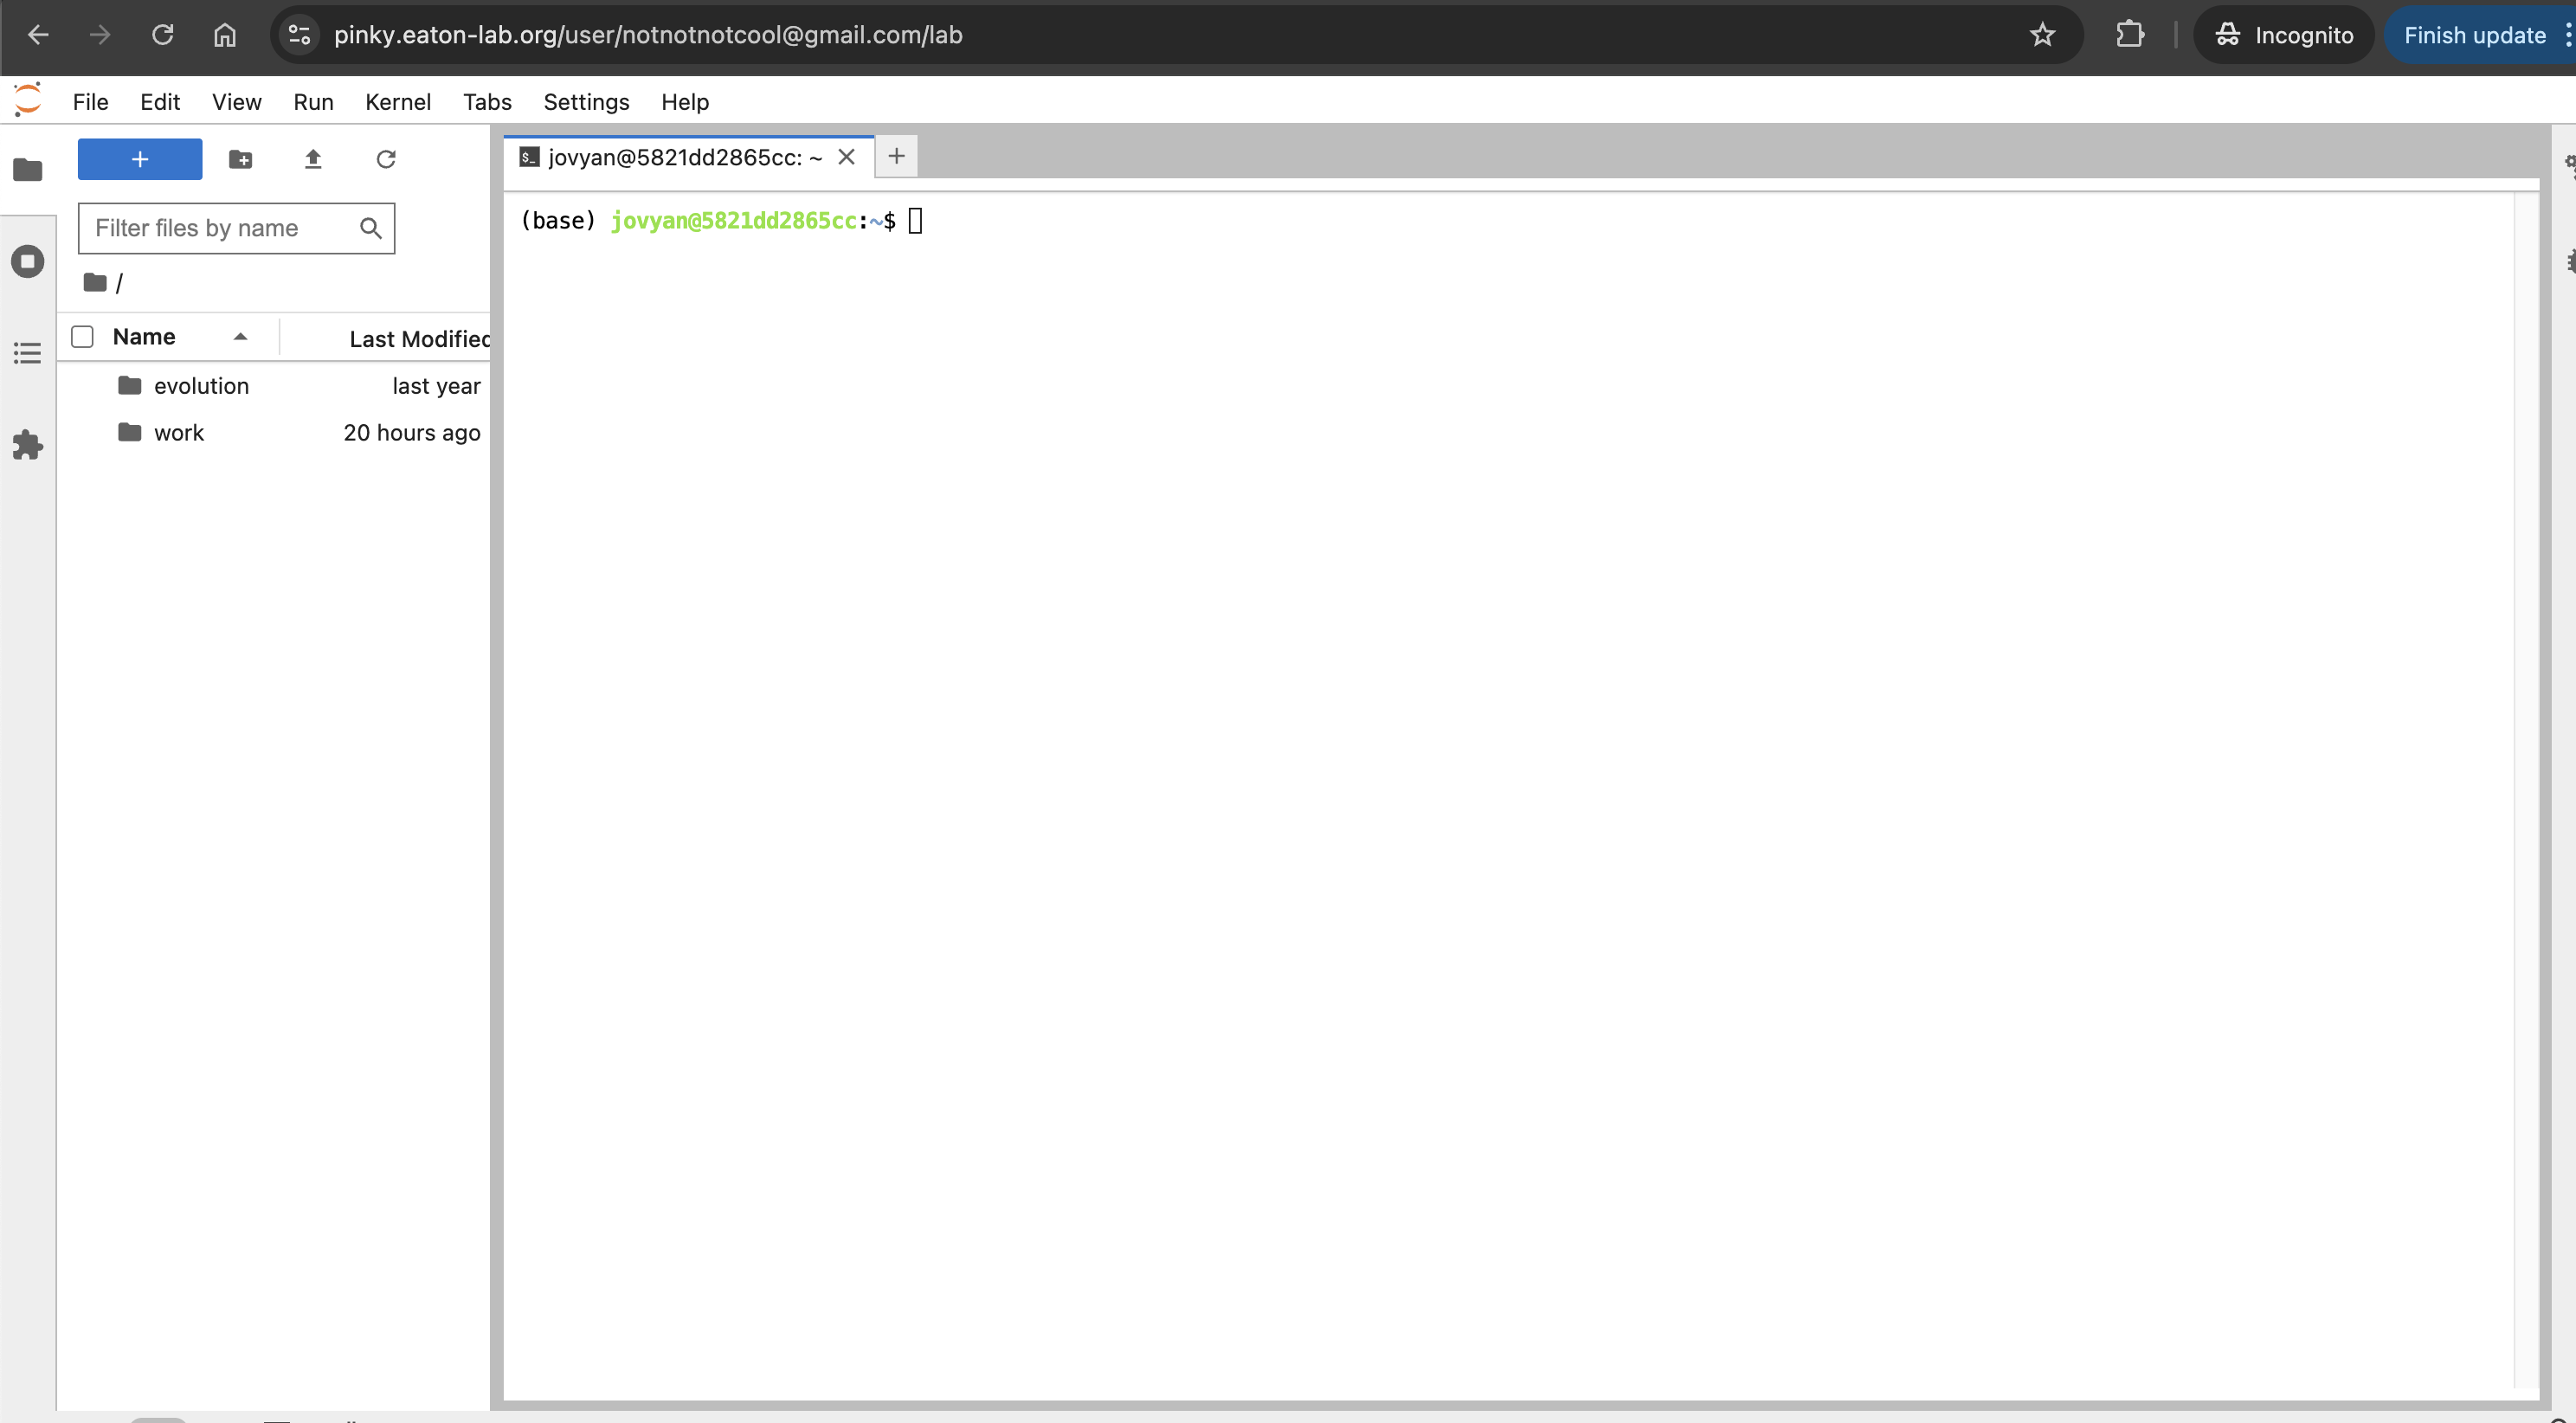 pinky.eaton-lab.org/user/notnotnotcool@gmail.com/lab
Incognito
Finish update
File Edit View Run Kernel Tabs Settings Help
jovyan@5821dd2865cc: ~
Filter files by name
/
Name Last Modified
evolution last year
work 20 hours ago
(base) jovyan@5821dd2865cc:~$